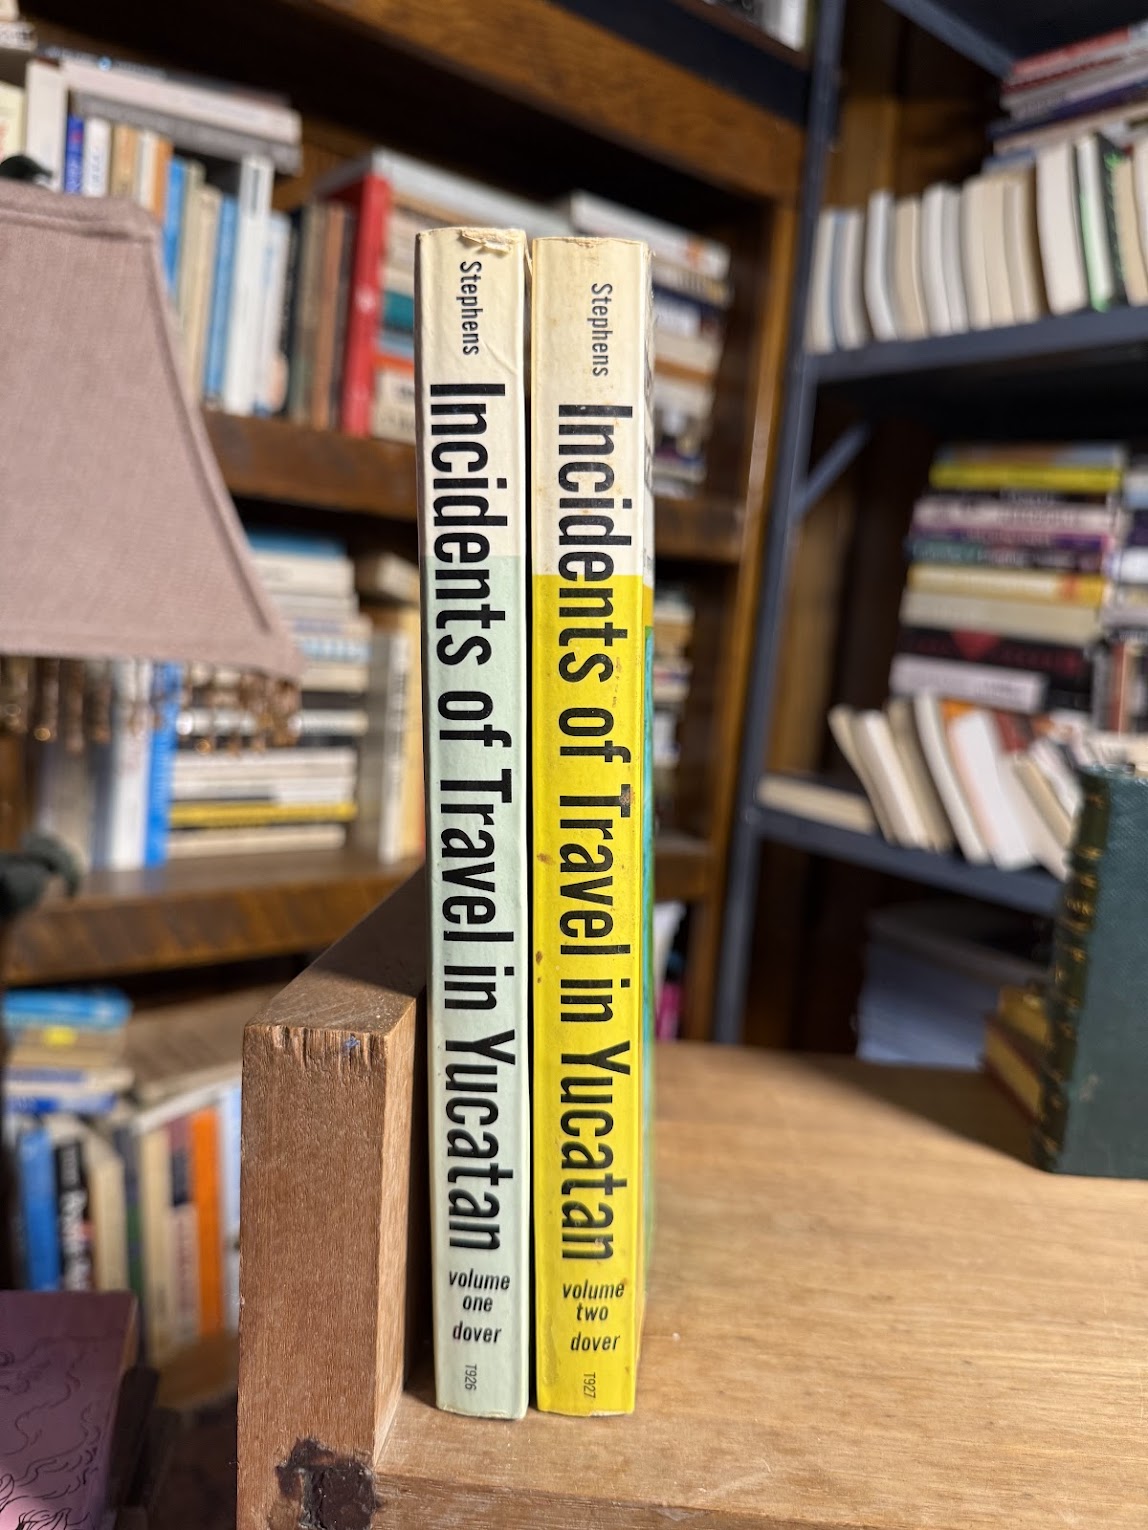 Stephens
Incidents of Travel in Yucatan
volume
one
dover
T926
Stephens
Incidents of Travel in Yucatan
volume
two
dover
T927